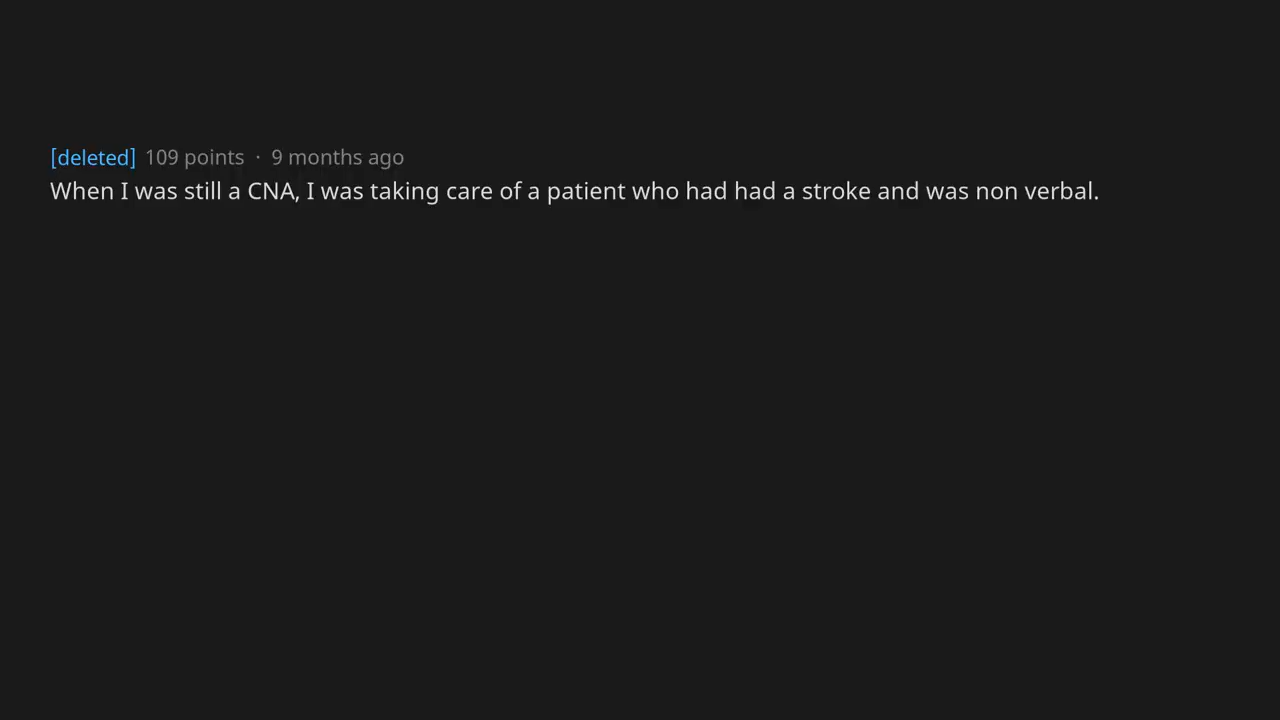 [deleted] 109 points · 9 months ago
When I was still a CNA, I was taking care of a patient who had had a stroke and was non verbal.